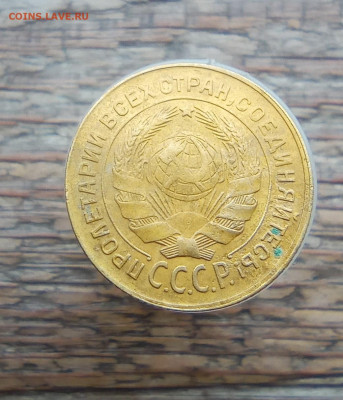 COINS.LAVE.RU
ПРОЛЕТАРИИ ВСЕХ СТРАН, СОЕДИНЯЙТЕСЬ!
С.С.С.Р.